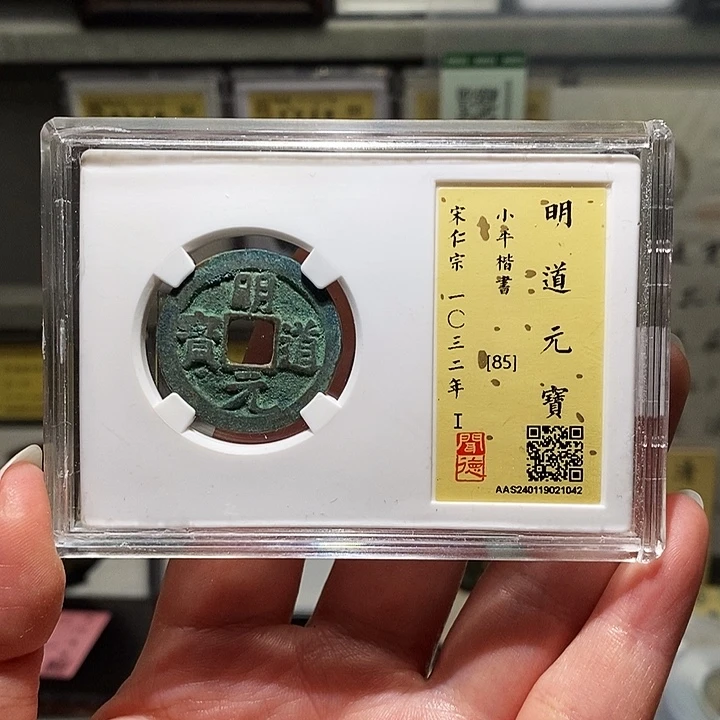 明道元寶
明道元寶
小平楷書
[85]
宋仁宗 一〇三二年 I
聞德
AAS240119021042